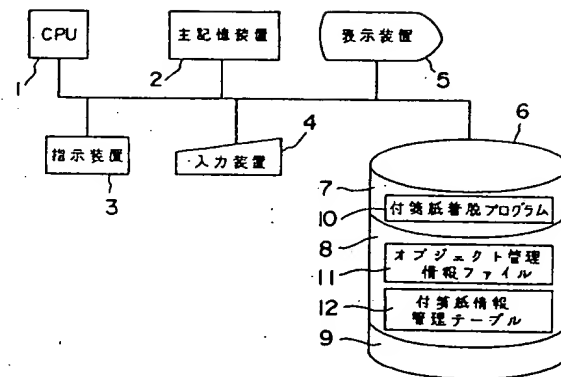 CPU
1
主記憶装置
2
表示装置
5
指示装置
3
入力装置
4
6
7
付箋紙着脱プログラム
10
8
オブジェクト管理
情報ファイル
11
付箋紙情報
管理テーブル
12
9